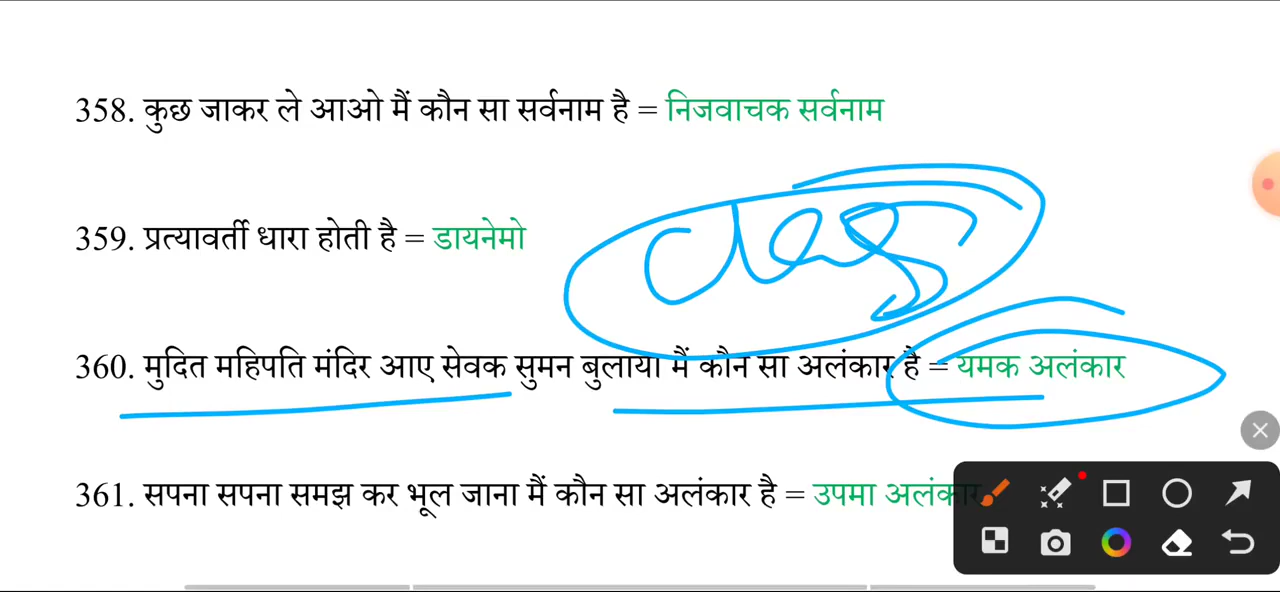 358. कुछ जाकर ले आओ मैं कौन सा सर्वनाम है = निजवाचक सर्वनाम
359. प्रत्यावर्ती धारा होती है = डायनेमो
360. मुदित महिपति मंदिर आए सेवक सुमन बुलाया मैं कौन सा अलंकार है = यमक अलंकार
361. सपना सपना समझ कर भूल जाना मैं कौन सा अलंकार है = उपमा अलंकार